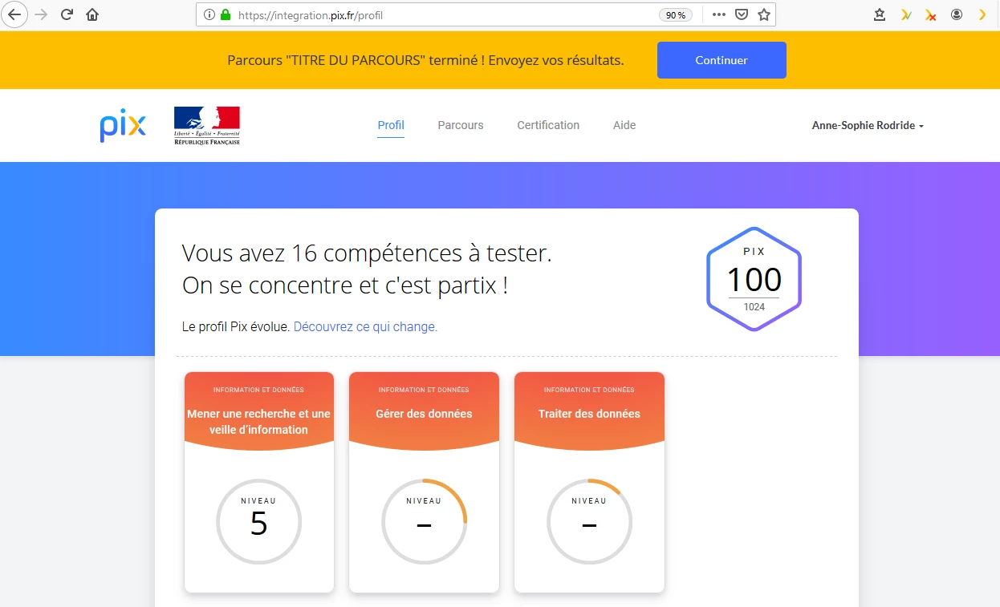 https://integration.pix.fr/profil
90 %
Parcours "TITRE DU PARCOURS" terminé ! Envoyez vos résultats.
Continuer
pix
Liberté • Égalité • Fraternité
RÉPUBLIQUE FRANÇAISE
Profil
Parcours
Certification
Aide
Anne-Sophie Rodride
Vous avez 16 compétences à tester.
On se concentre et c'est partix !
PIX
100
1024
Le profil Pix évolue. Découvrez ce qui change.
INFORMATION ET DONNÉES
Mener une recherche et une
veille d’information
NIVEAU
5
INFORMATION ET DONNÉES
Gérer des données
NIVEAU
–
INFORMATION ET DONNÉES
Traiter des données
NIVEAU
–